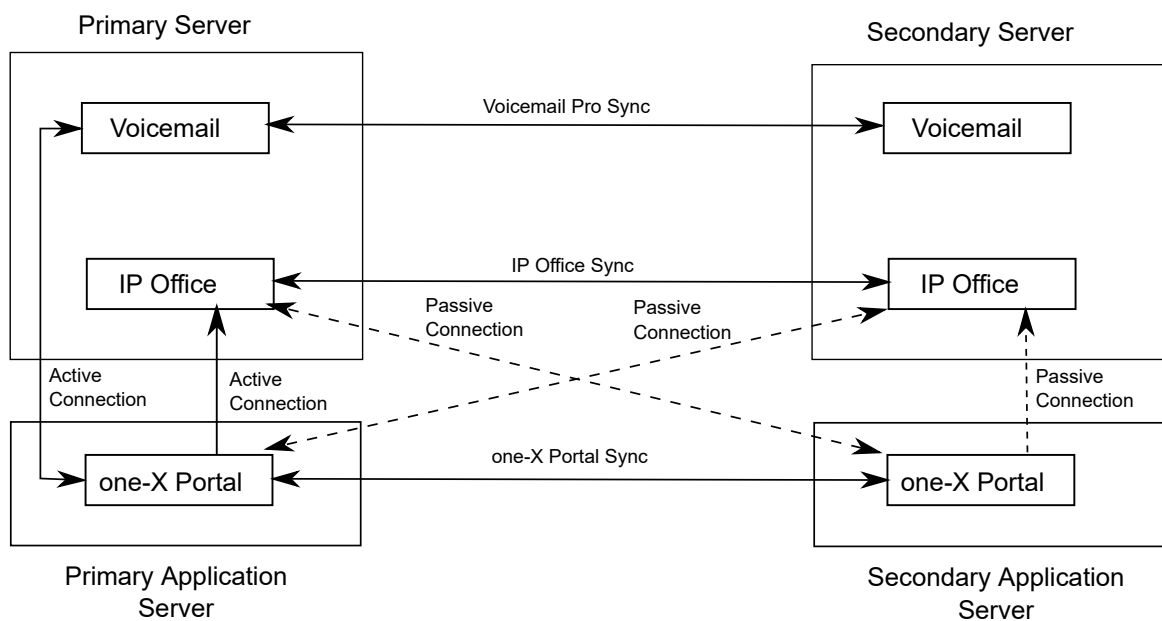 Primary Server
Secondary Server
Voicemail
Voicemail Pro Sync
Voicemail
IP Office
IP Office Sync
IP Office
Passive
Connection
Passive
Connection
Active
Connection
Active
Connection
Passive
Connection
one-X Portal
one-X Portal Sync
one-X Portal
Primary Application
Server
Secondary Application
Server